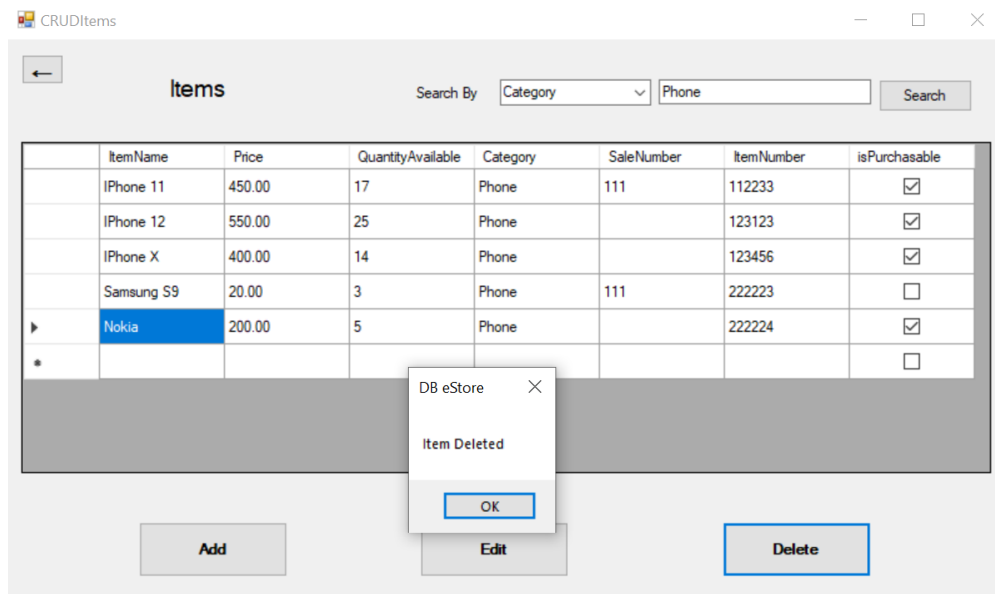 CRUDItems
←
Items
Search By Category Phone Search
ItemName Price QuantityAvailable Category SaleNumber ItemNumber isPurchasable
IPhone 11 450.00 17 Phone 111 112233
IPhone 12 550.00 25 Phone 123123
IPhone X 400.00 14 Phone 123456
Samsung S9 20.00 3 Phone 111 222223
Nokia 200.00 5 Phone 222224
*
DB eStore
Item Deleted
OK
Add Edit Delete